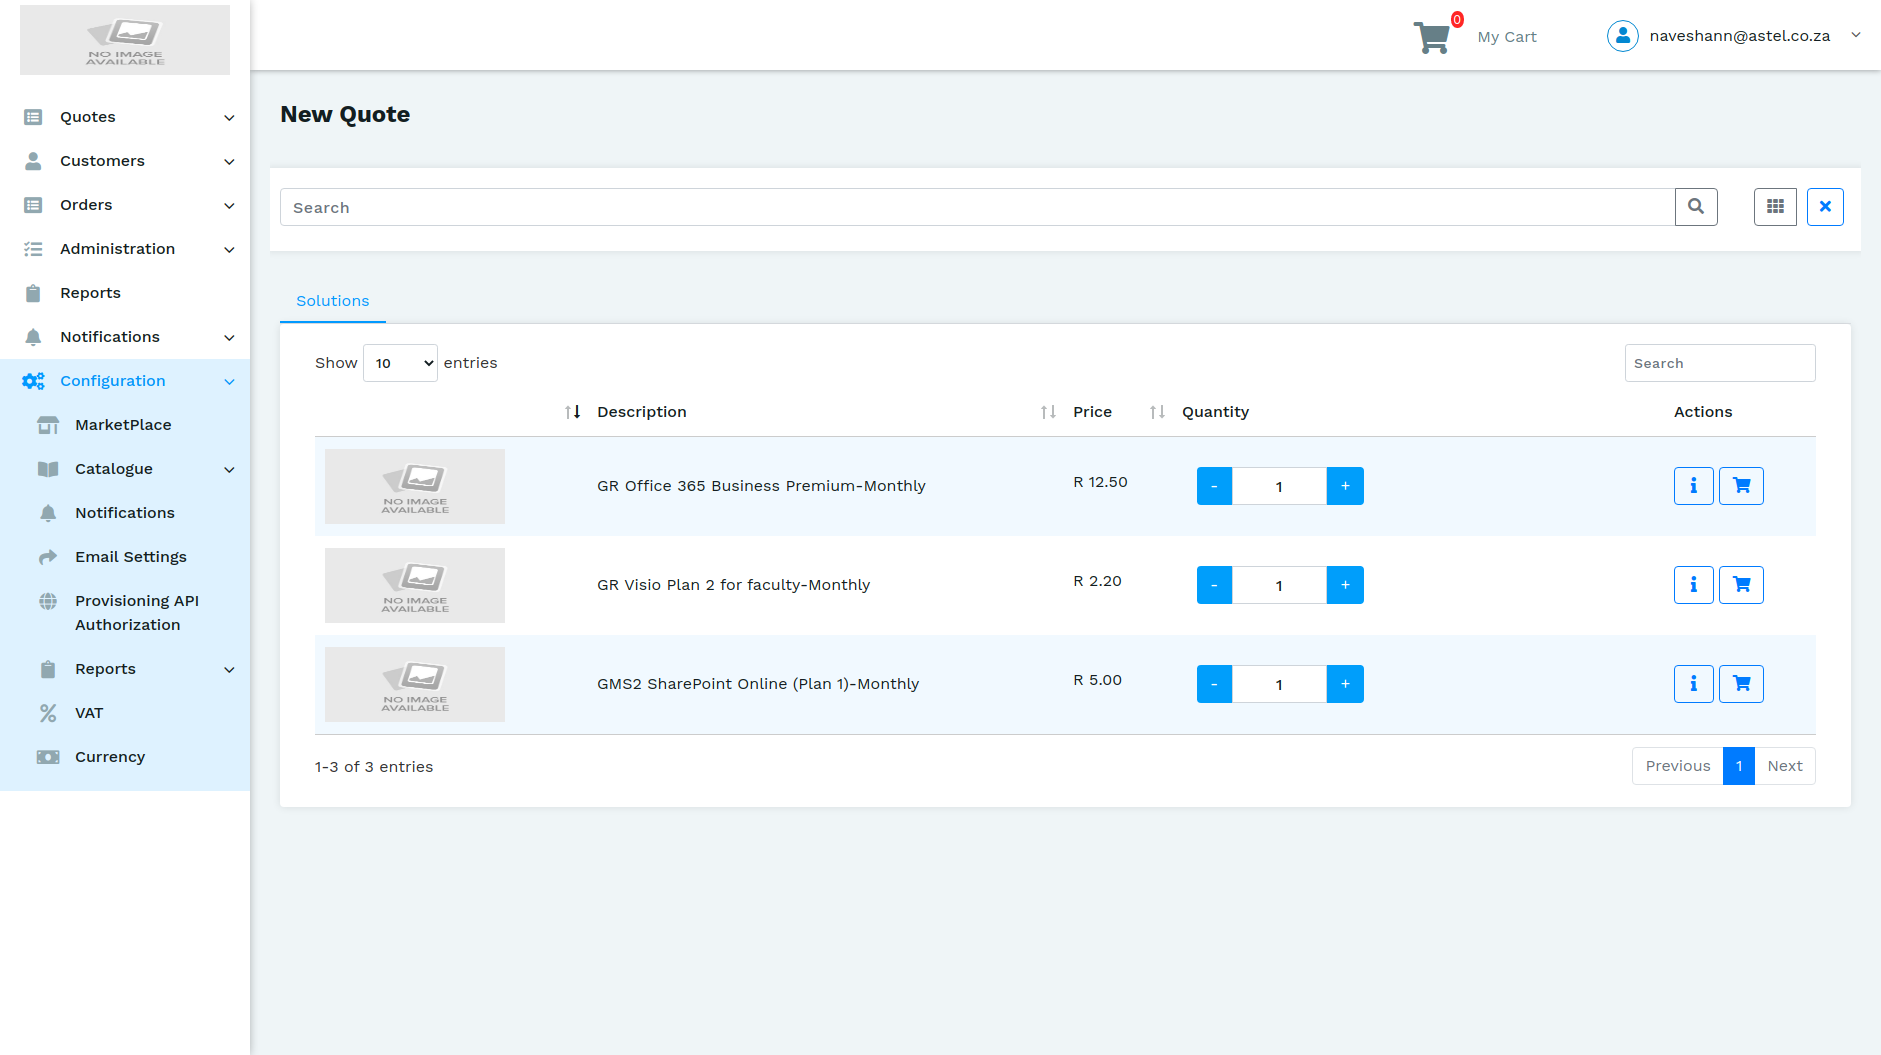 NO IMAGE
AVAILABLE
0
My Cart
naveshann@astel.co.za
Quotes
Customers
Orders
Administration
Reports
Notifications
Configuration
MarketPlace
Catalogue
Notifications
Email Settings
Provisioning API
Authorization
Reports
VAT
Currency
New Quote
Search
Solutions
Show 10 entries
Search
Description Price Quantity Actions
NO IMAGE
AVAILABLE
GR Office 365 Business Premium-Monthly R 12.50 - 1 +
NO IMAGE
AVAILABLE
GR Visio Plan 2 for faculty-Monthly R 2.20 - 1 +
NO IMAGE
AVAILABLE
GMS2 SharePoint Online (Plan 1)-Monthly R 5.00 - 1 +
1-3 of 3 entries
Previous 1 Next